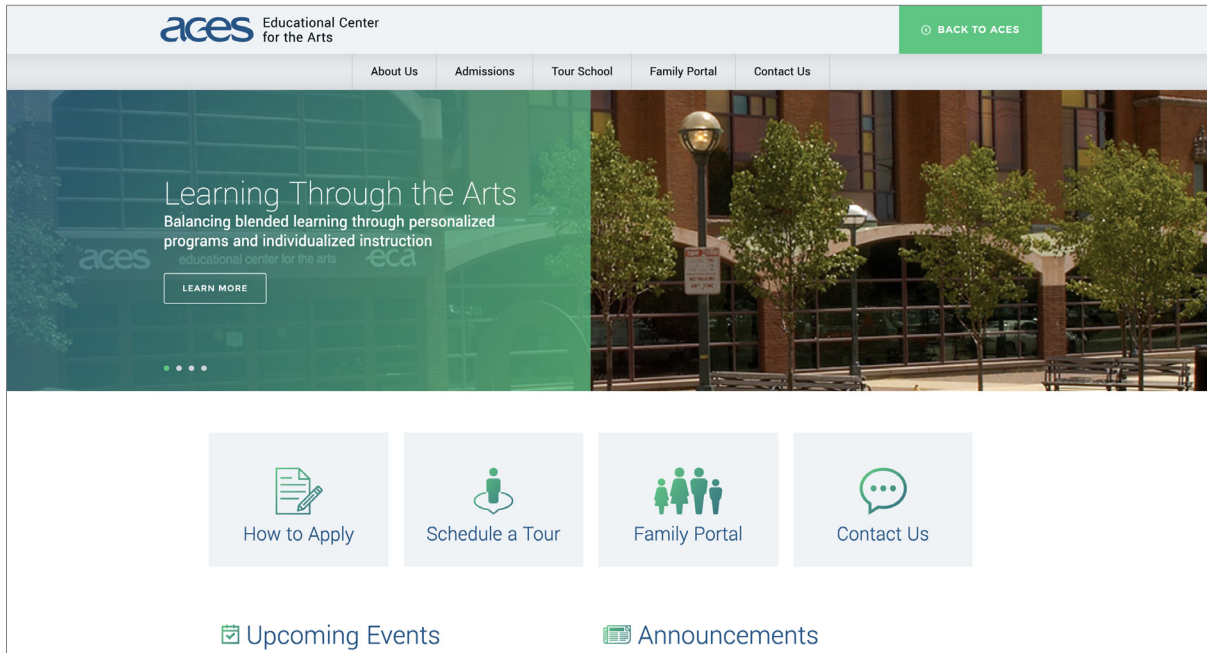 aces Educational Center
for the Arts
BACK TO ACES
About Us
Admissions
Tour School
Family Portal
Contact Us
Learning Through the Arts
Balancing blended learning through personalized
programs and individualized instruction
aces educational center for the arts eca
LEARN MORE
How to Apply
Schedule a Tour
Family Portal
Contact Us
Upcoming Events
Announcements